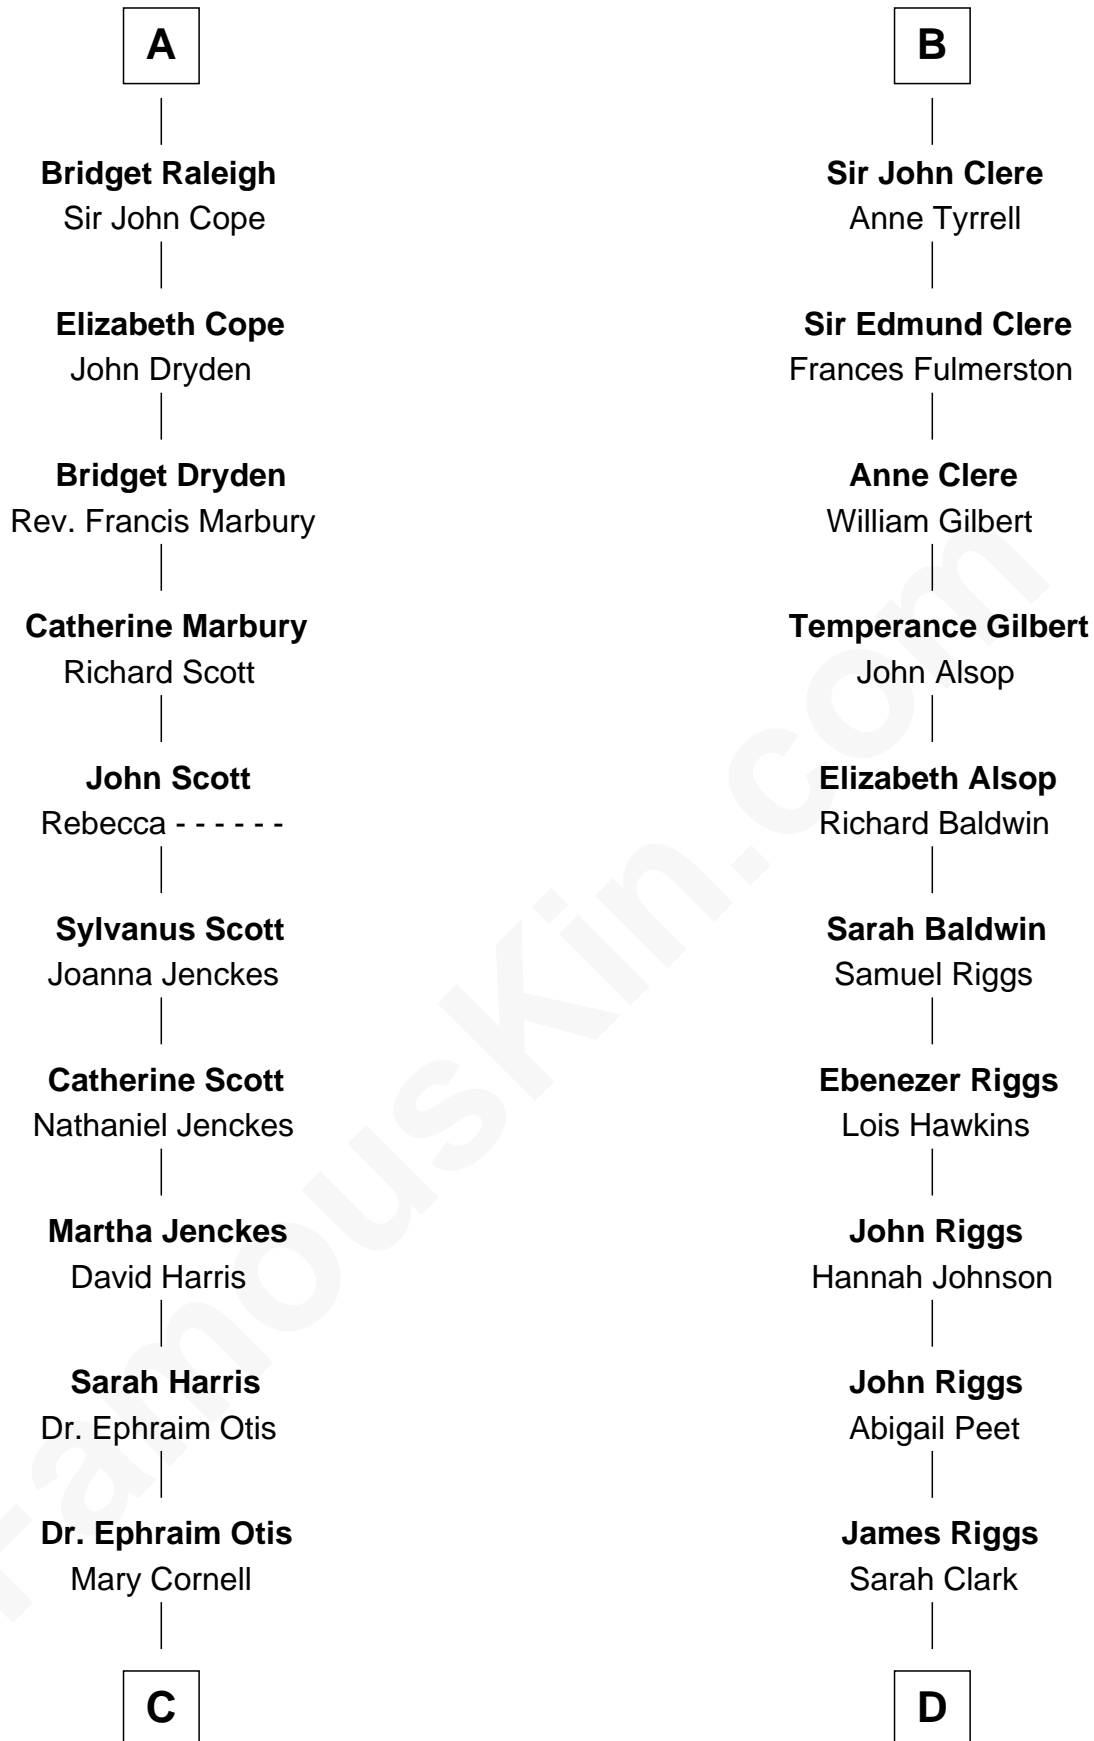 A
Bridget Raleigh
Sir John Cope
Elizabeth Cope
John Dryden
Bridget Dryden
Rev. Francis Marbury
Catherine Marbury
Richard Scott
John Scott
Rebecca - - - - - -
Sylvanus Scott
Joanna Jenckes
Catherine Scott
Nathaniel Jenckes
Martha Jenckes
David Harris
Sarah Harris
Dr. Ephraim Otis
Dr. Ephraim Otis
Mary Cornell
C
B
Sir John Clere
Anne Tyrrell
Sir Edmund Clere
Frances Fulmerston
Anne Clere
William Gilbert
Temperance Gilbert
John Alsop
Elizabeth Alsop
Richard Baldwin
Sarah Baldwin
Samuel Riggs
Ebenezer Riggs
Lois Hawkins
John Riggs
Hannah Johnson
John Riggs
Abigail Peet
James Riggs
Sarah Clark
D
FamousKin.com